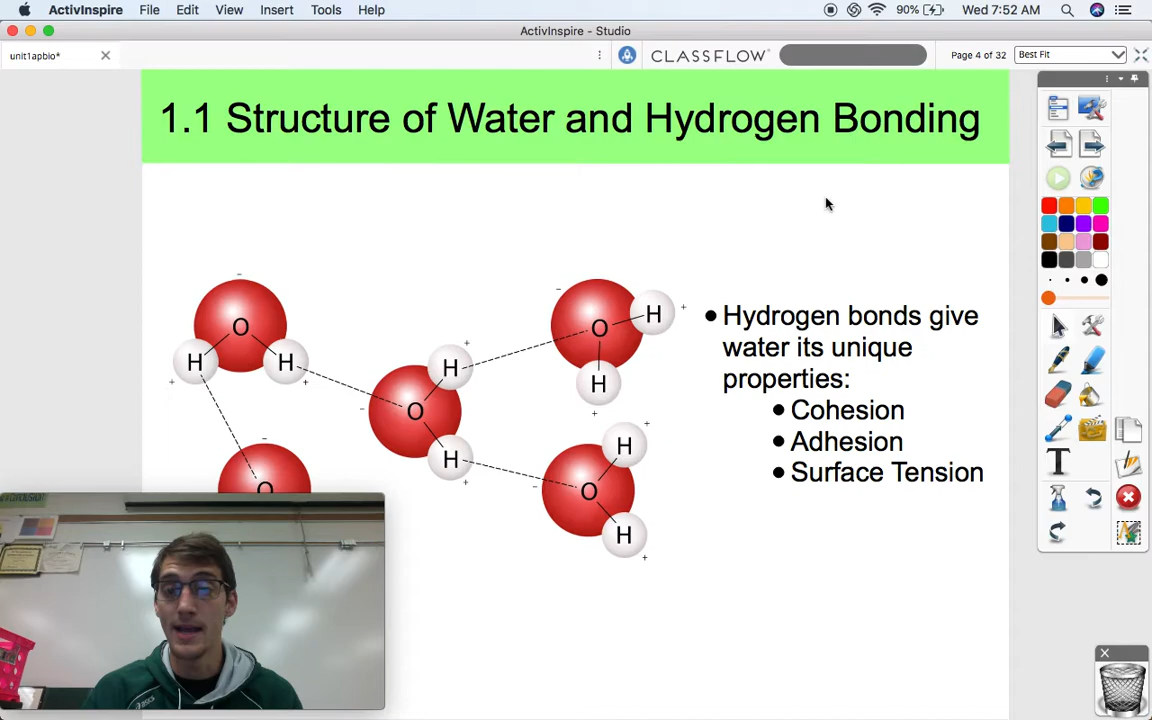 ActivInspire File Edit View Insert Tools Help 90% Wed 7:52 AM
ActivInspire - Studio
unit1apbio* CLASSFLOW Page 4 of 32 Best Fit
1.1 Structure of Water and Hydrogen Bonding
−
O
H H
+ +
O
−
+
H
−
O
H
+
−
O
H
+
H
+
+
H
−
O
H
+
• Hydrogen bonds give
water its unique
properties:
• Cohesion
• Adhesion
• Surface Tension
T
asics